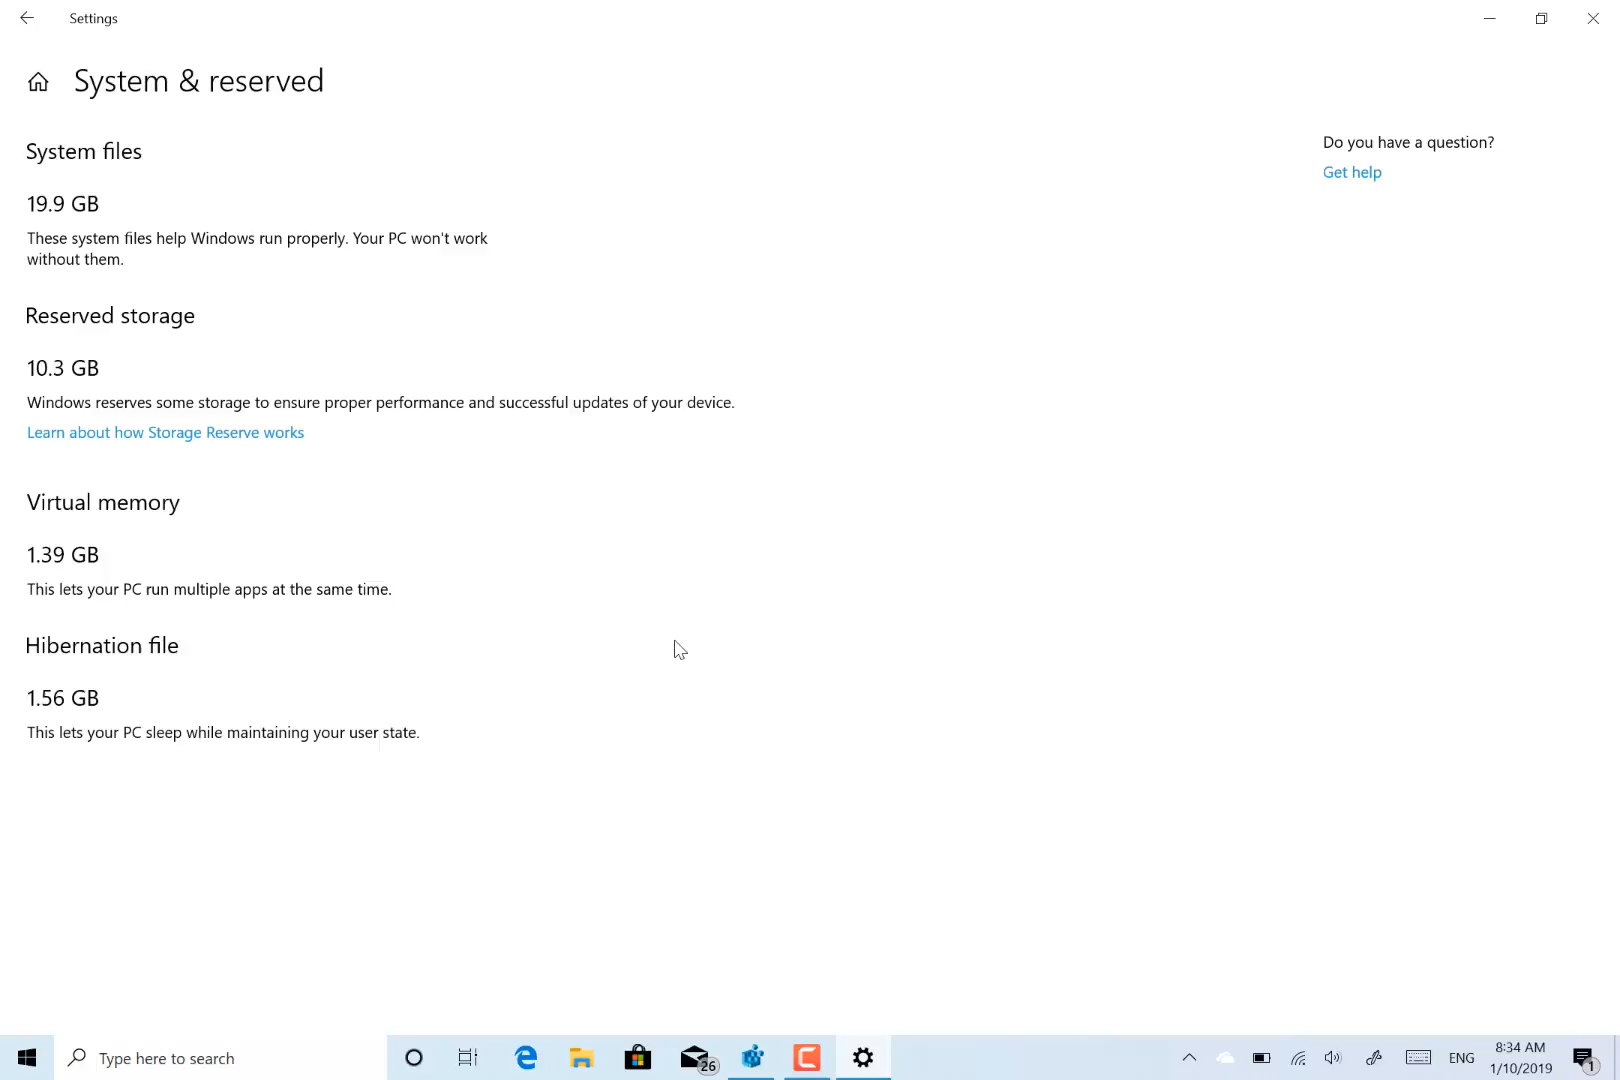 Settings
System & reserved
System files
19.9 GB
These system files help Windows run properly. Your PC won't work
without them.
Reserved storage
10.3 GB
Windows reserves some storage to ensure proper performance and successful updates of your device.
Learn about how Storage Reserve works
Virtual memory
1.39 GB
This lets your PC run multiple apps at the same time.
Hibernation file
1.56 GB
This lets your PC sleep while maintaining your user state.
Do you have a question?
Get help
Type here to search
26
ENG
8:34 AM
1/10/2019
1